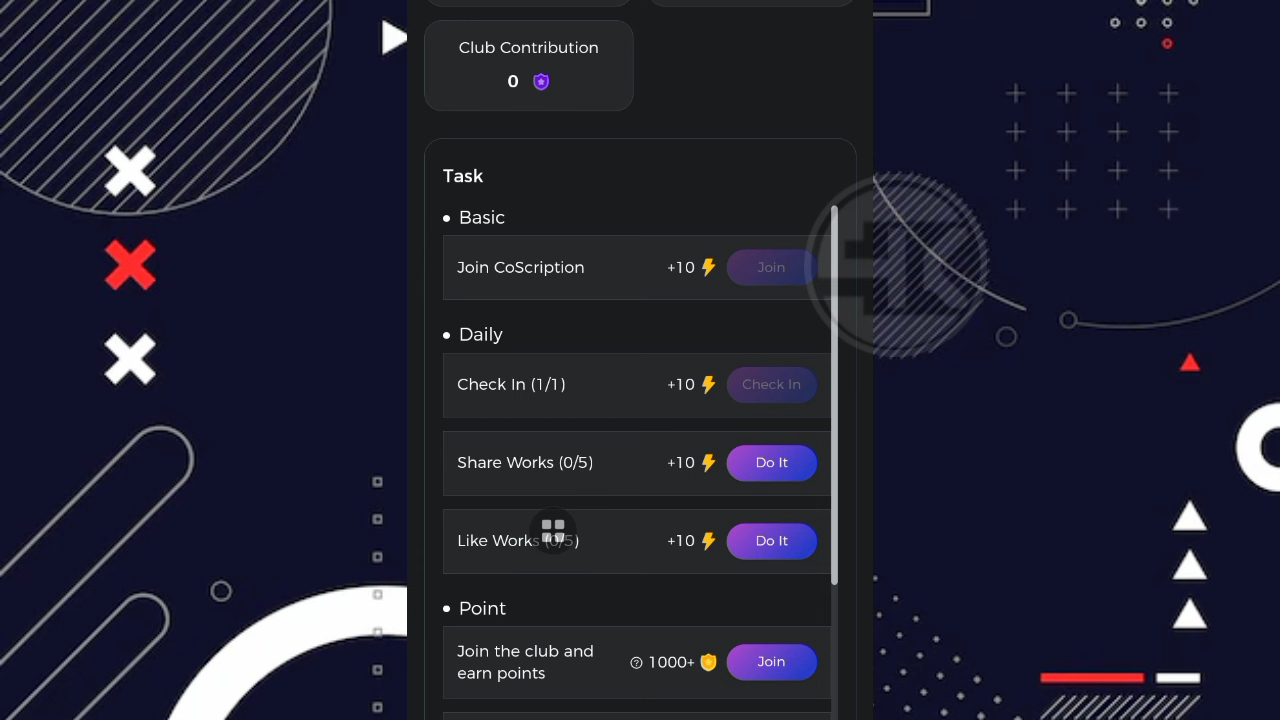 Club Contribution
0
Task
Basic
Join CoScription +10 Join
Daily
Check In (1/1) +10 Check In
Share Works (0/5) +10 Do It
Like Works (0/5) +10 Do It
Point
Join the club and
earn points
1000+ Join